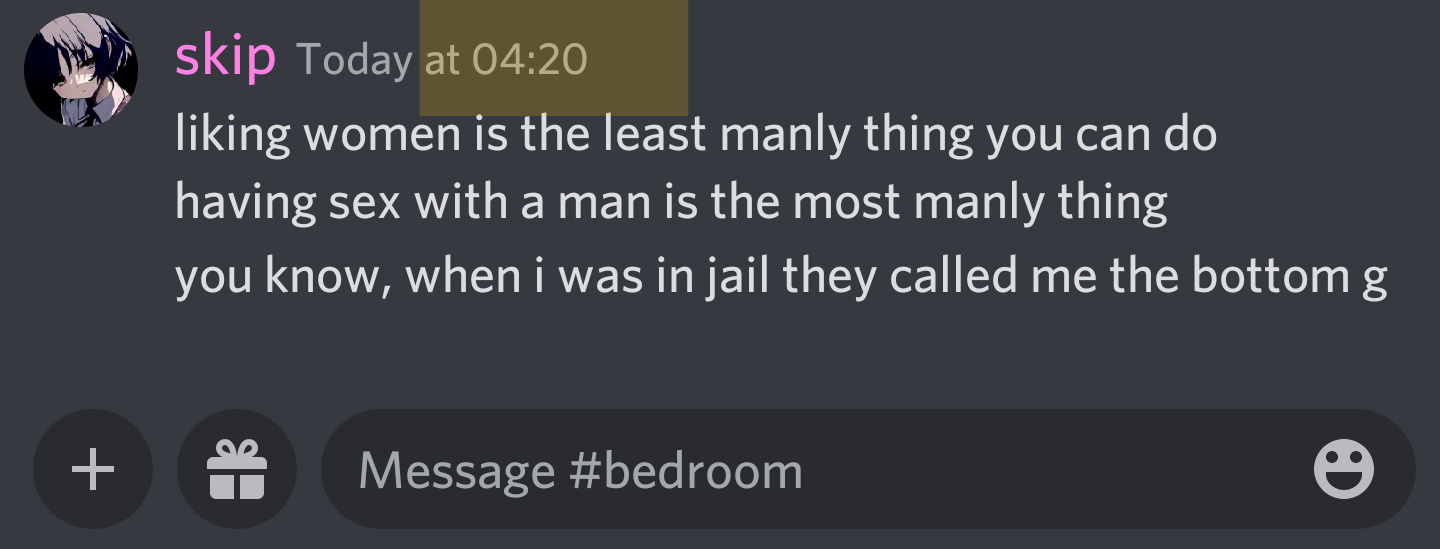 skip Today at 04:20
liking women is the least manly thing you can do
having sex with a man is the most manly thing
you know, when i was in jail they called me the bottom g
Message #bedroom